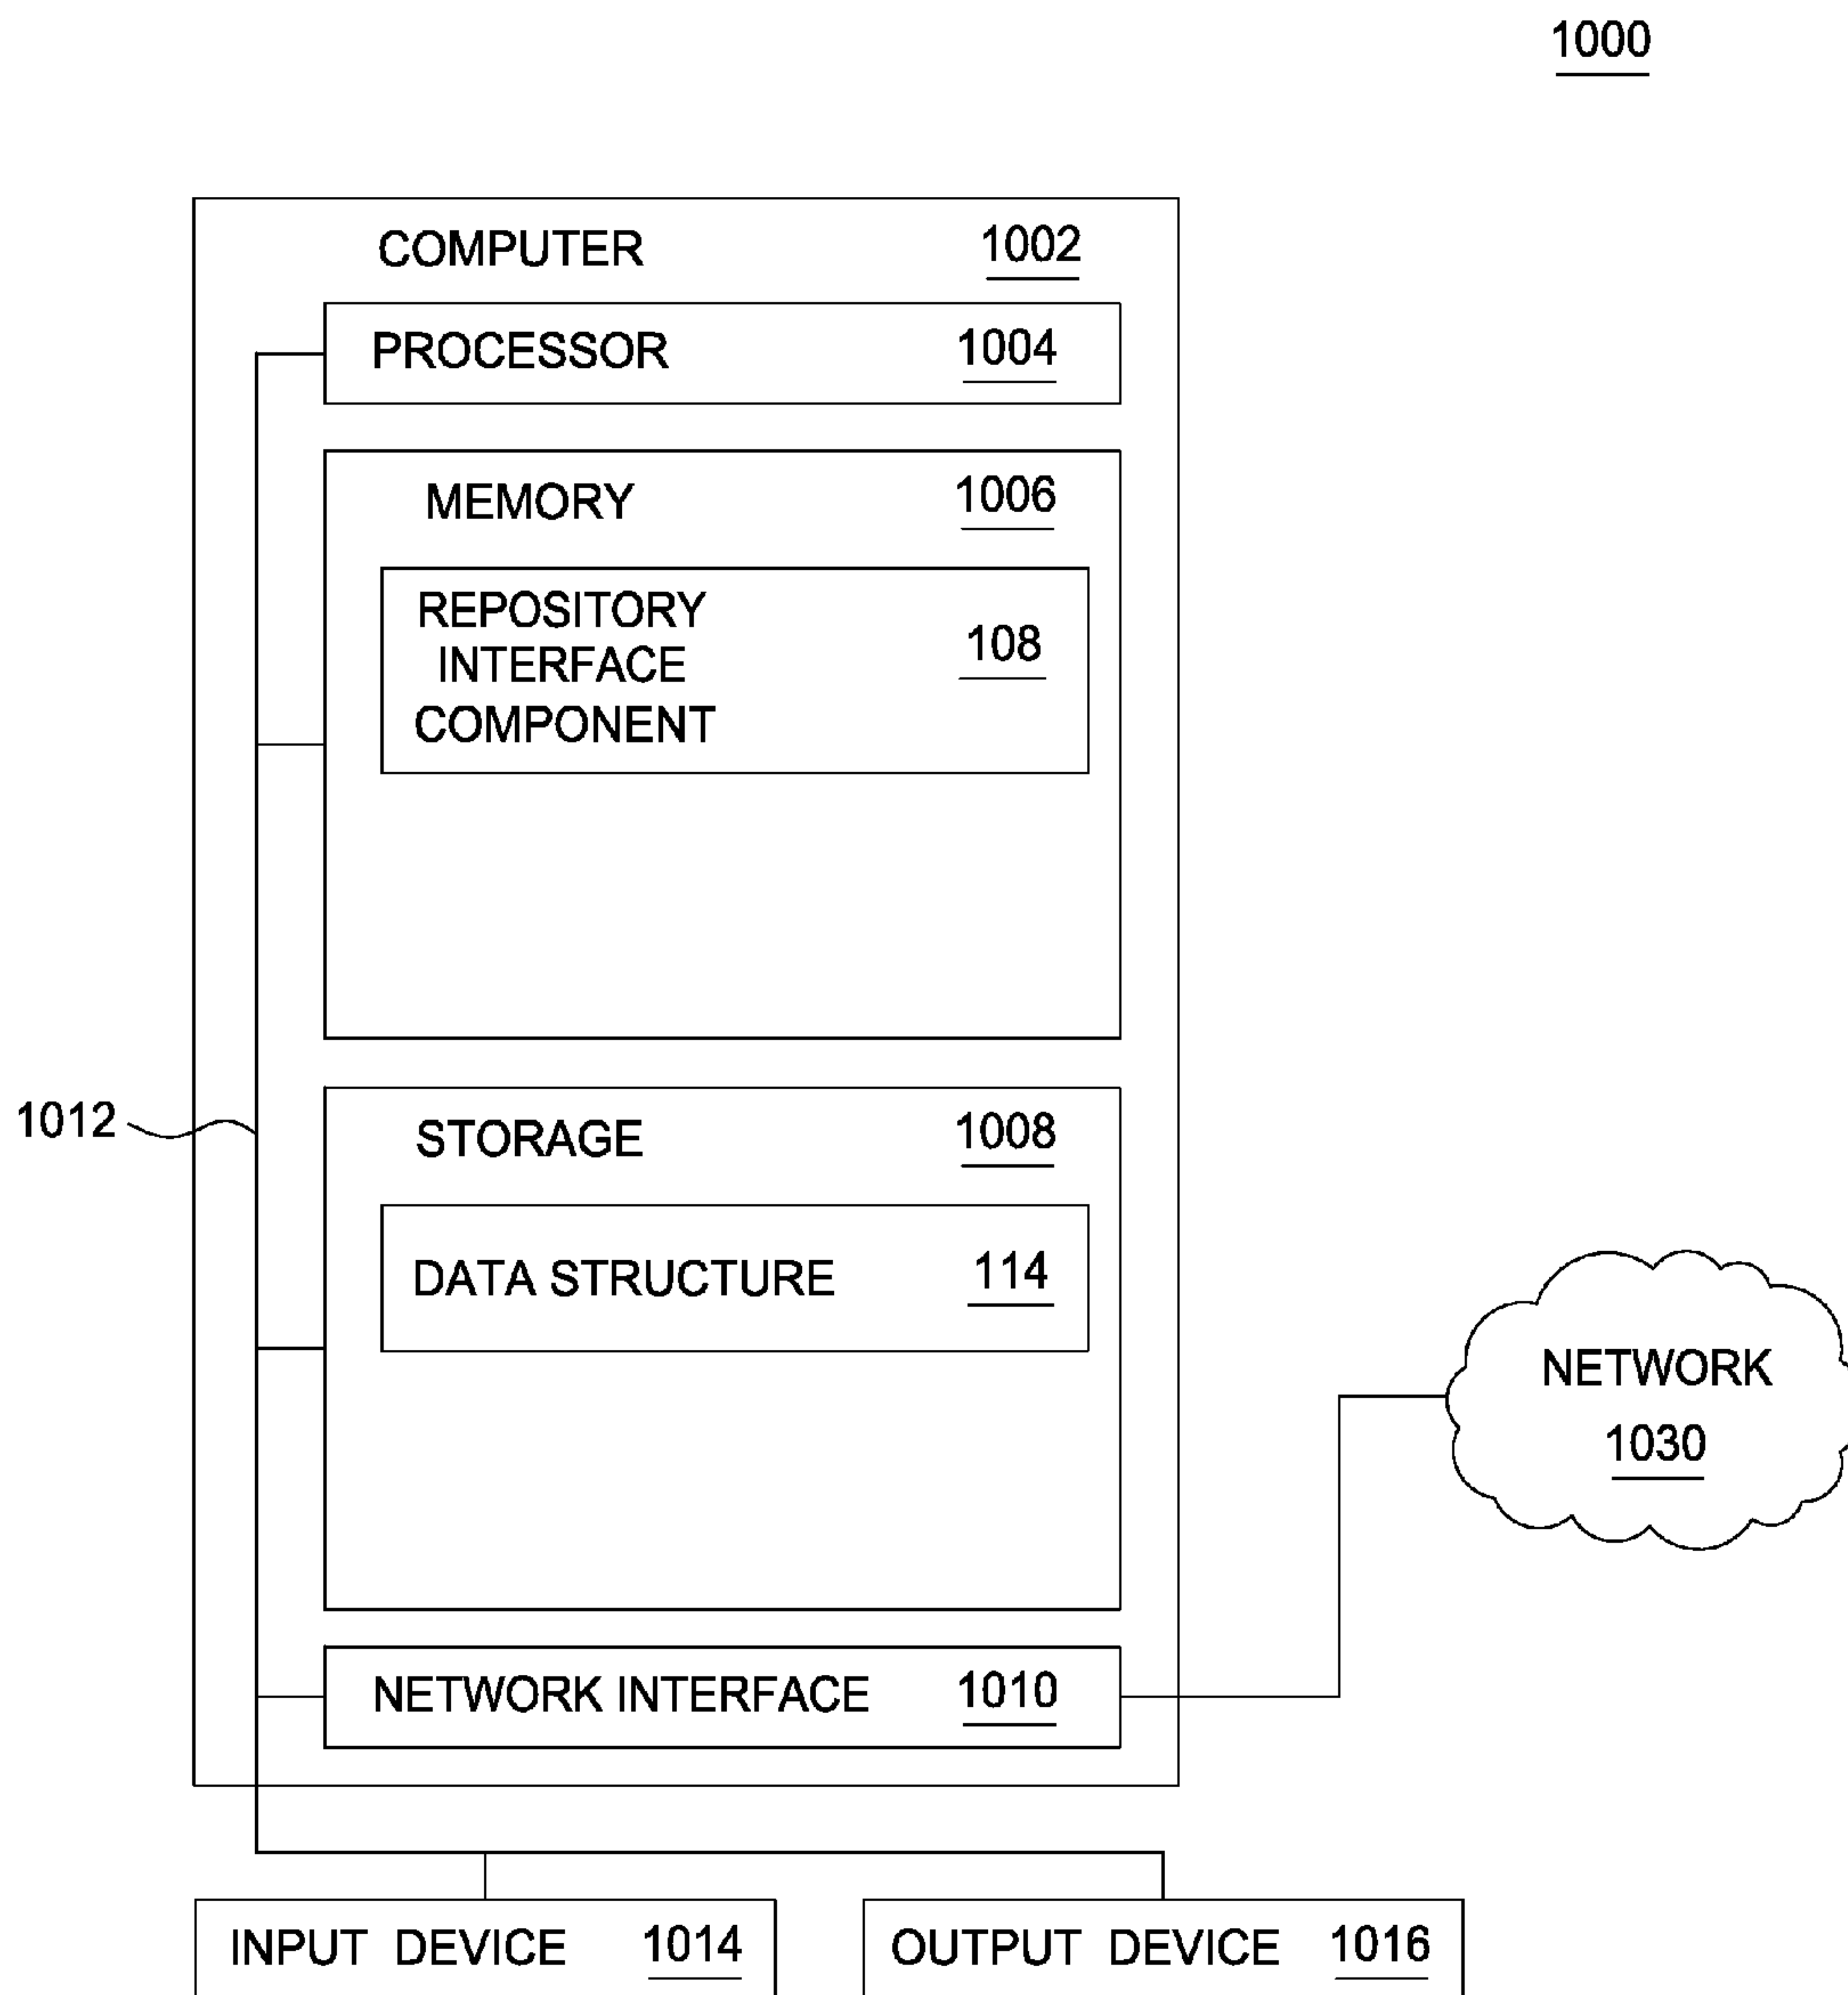 1000
COMPUTER 1002
PROCESSOR 1004
MEMORY 1006
REPOSITORY
INTERFACE 108
COMPONENT
1012
STORAGE 1008
DATA STRUCTURE 114
NETWORK
1030
NETWORK INTERFACE 1010
INPUT DEVICE 1014
OUTPUT DEVICE 1016